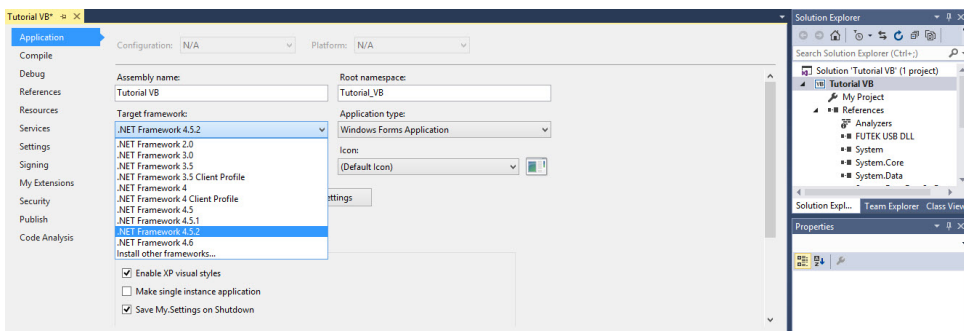 Tutorial VB*
Application
Compile
Debug
References
Resources
Services
Settings
Signing
My Extensions
Security
Publish
Code Analysis
Configuration: N/A Platform: N/A
Assembly name: Root namespace:
Tutorial VB Tutorial_VB
Target framework: Application type:
.NET Framework 4.5.2 Windows Forms Application
.NET Framework 2.0
.NET Framework 3.0
.NET Framework 3.5
.NET Framework 3.5 Client Profile
.NET Framework 4
.NET Framework 4 Client Profile
.NET Framework 4.5
.NET Framework 4.5.1
.NET Framework 4.5.2
.NET Framework 4.6
Install other frameworks...
Icon:
(Default Icon)
ettings
Enable XP visual styles
Make single instance application
Save My.Settings on Shutdown
Solution Explorer
Search Solution Explorer (Ctrl+;)
Solution 'Tutorial VB' (1 project)
VB Tutorial VB
My Project
References
Analyzers
FUTEK USB DLL
System
System.Core
System.Data
Solution Expl... Team Explorer Class View
Properties